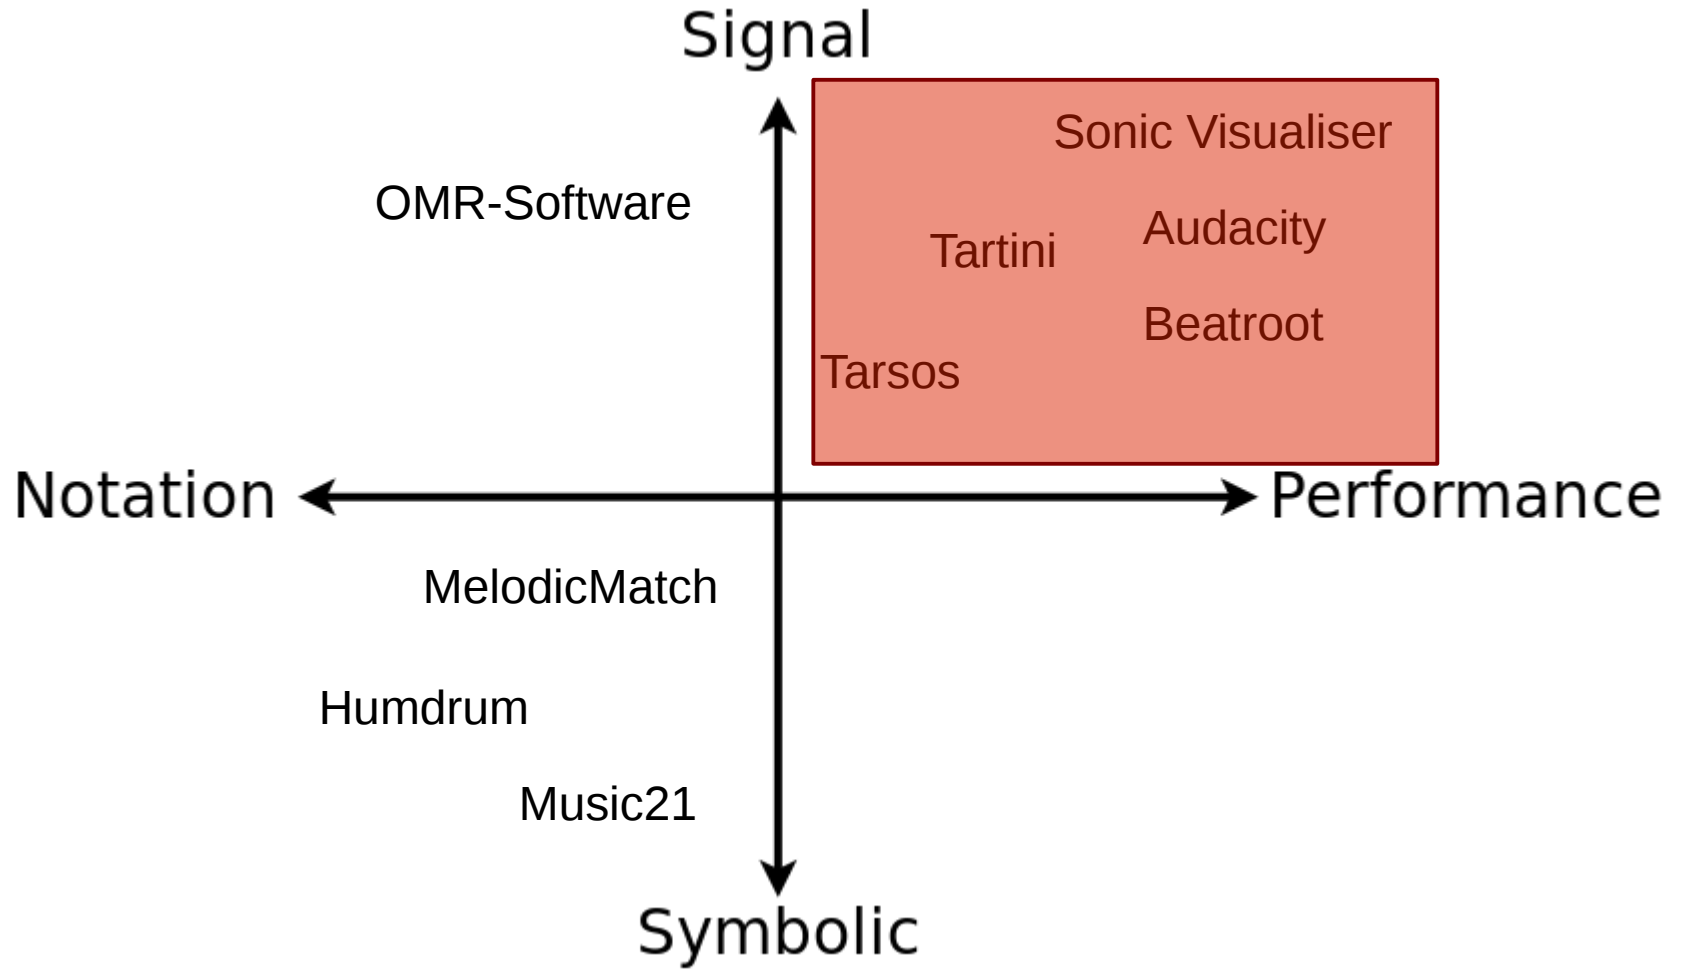 Signal
Sonic Visualiser
OMR-Software
Audacity
Tartini
Beatroot
Tarsos
Notation
Performance
MelodicMatch
Humdrum
Music21
Symbolic